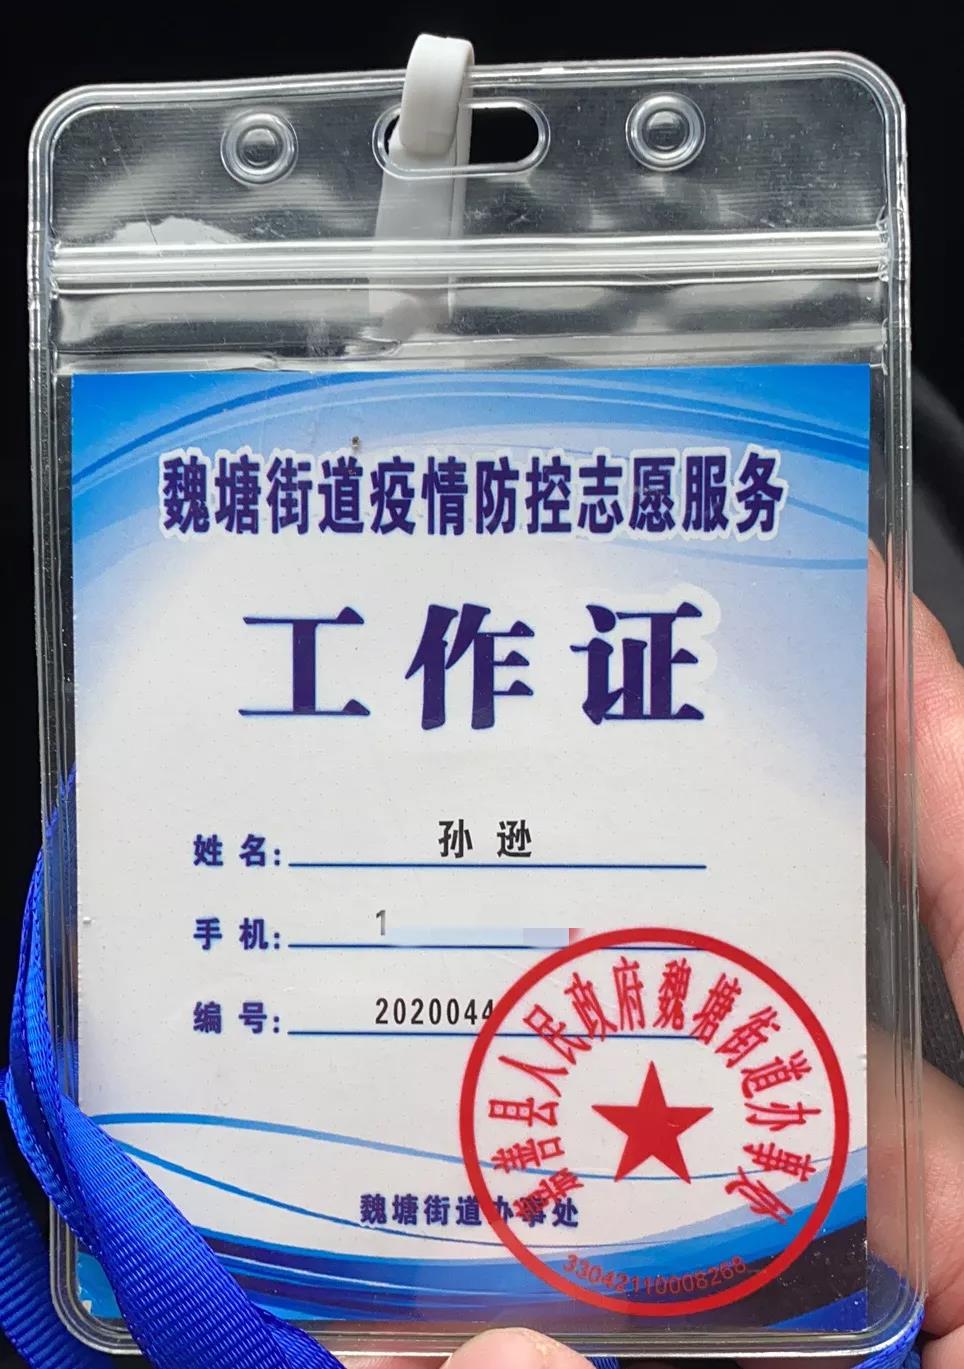 魏塘街道疫情防控志愿服务
工作证
姓 名: 孙 逊
手 机: 1
编 号: 2020044
嘉善县人民政府魏塘街道办事处
魏塘街道办事处
33042110008268